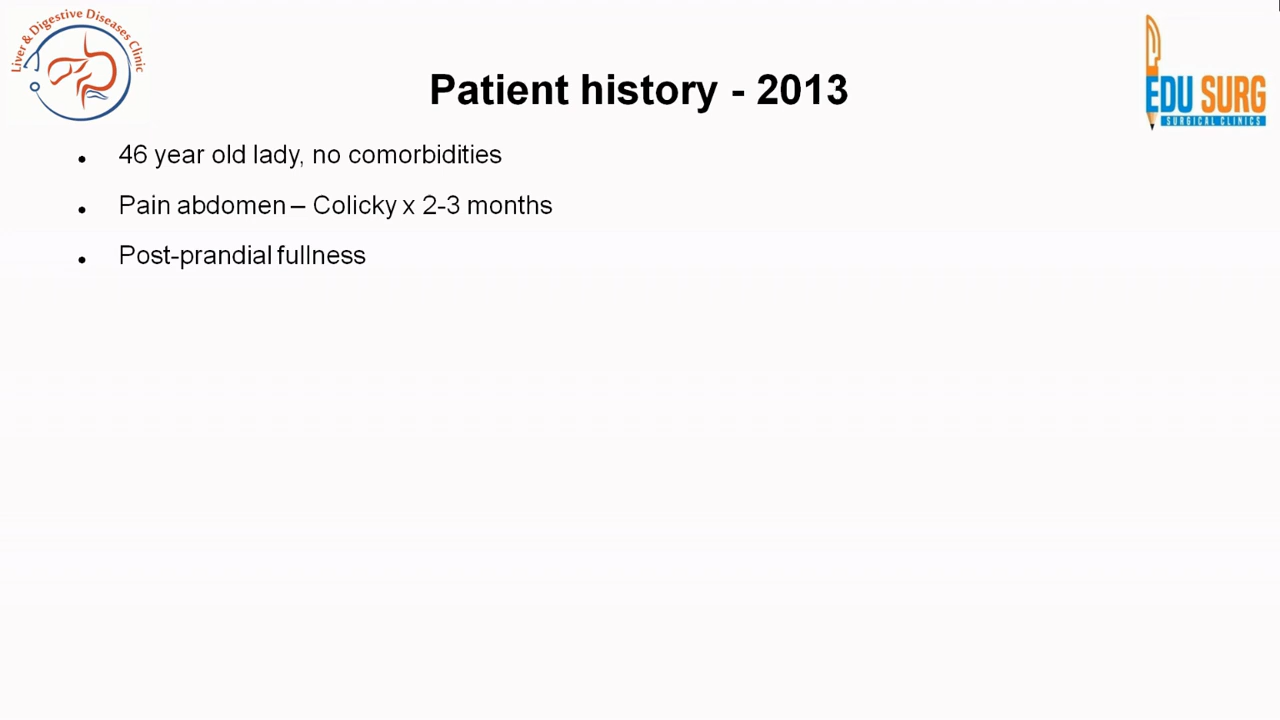 Liver & Digestive Diseases Clinic
EDU SURG
SURGICAL CLINICS
Patient history - 2013
• 46 year old lady, no comorbidities
• Pain abdomen – Colicky x 2-3 months
• Post-prandial fullness